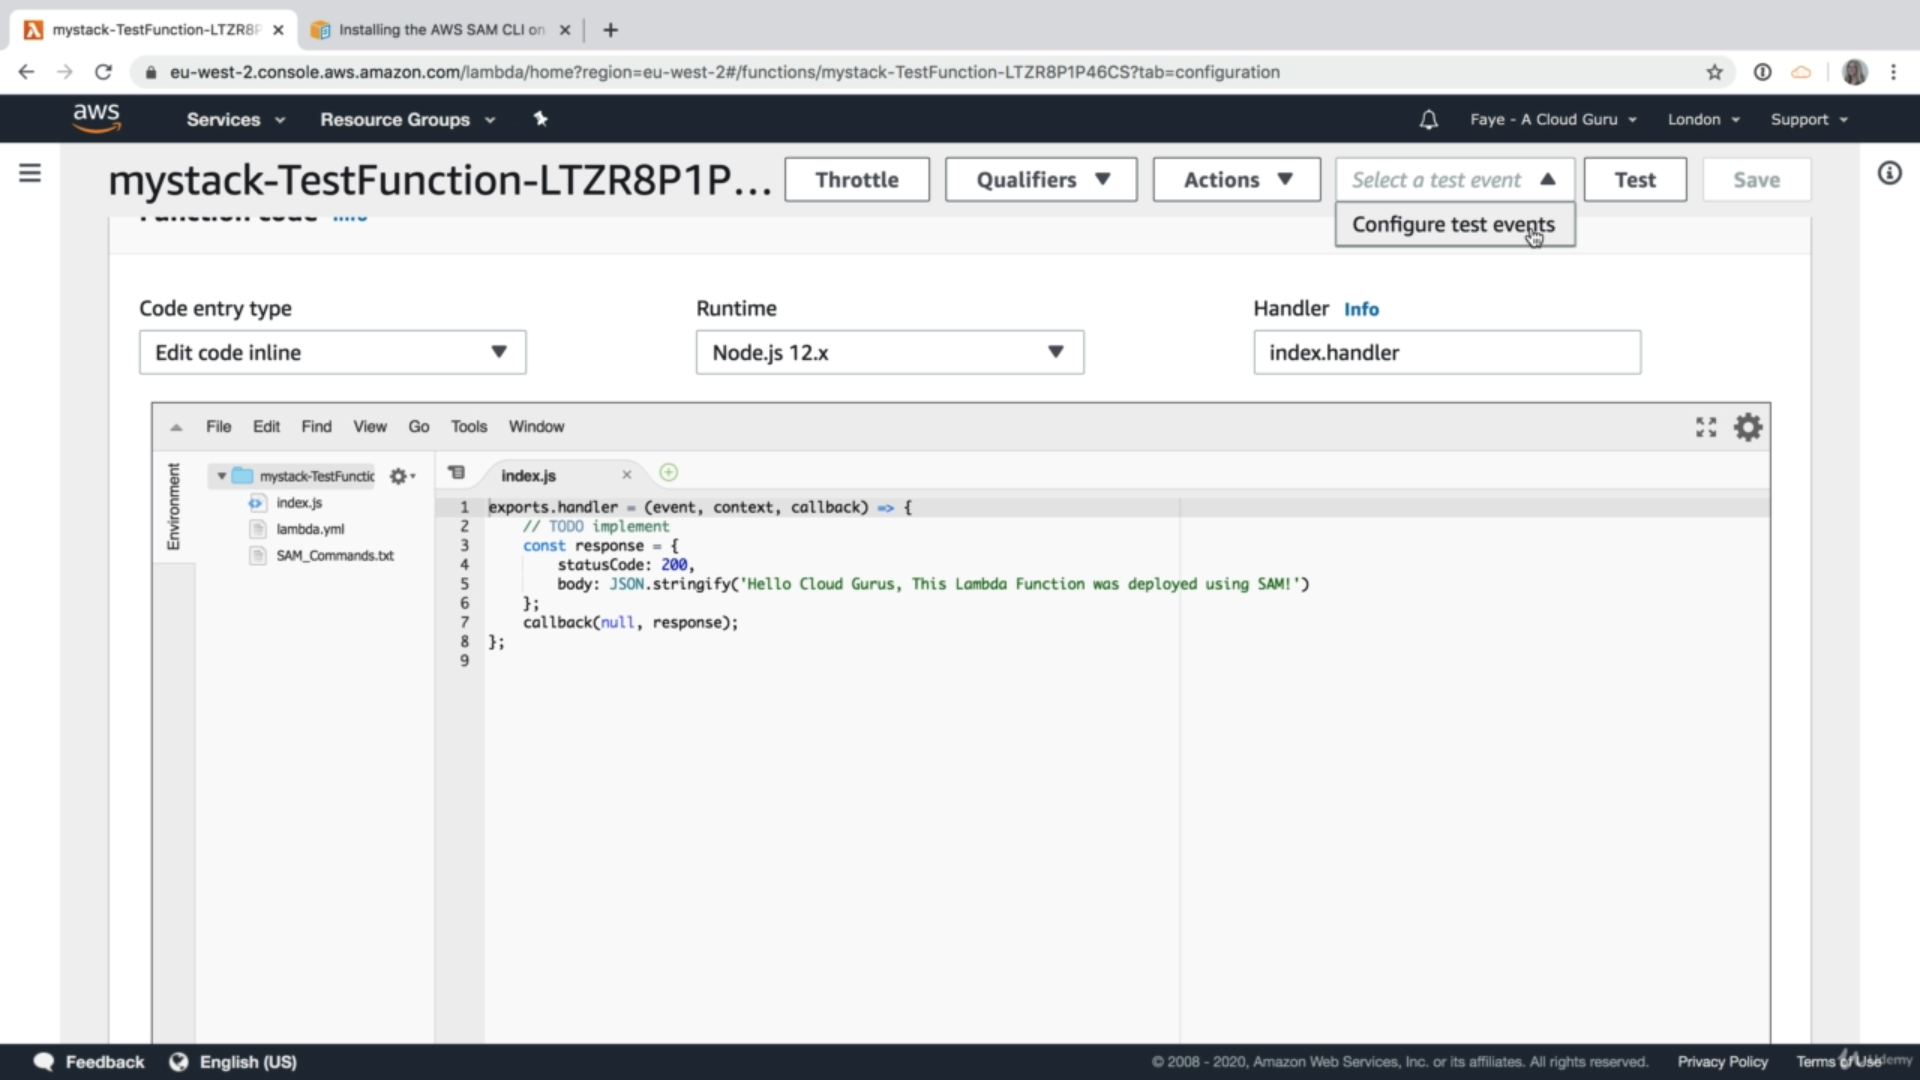 mystack-TestFunction-LTZR8P
Installing the AWS SAM CLI on
eu-west-2.console.aws.amazon.com/lambda/home?region=eu-west-2#/functions/mystack-TestFunction-LTZR8P1P46CS?tab=configuration
aws
Services
Resource Groups
Faye - A Cloud Guru
London
Support
mystack-TestFunction-LTZR8P1P...
Throttle
Qualifiers
Actions
Select a test event
Test
Save
Function code Info
Configure test events
Code entry type
Runtime
Handler Info
Edit code inline
Node.js 12.x
index.handler
File Edit Find View Go Tools Window
Environment
mystack-TestFunctic
index.js
lambda.yml
SAM_Commands.txt
index.js
1 exports.handler = (event, context, callback) => {
2 // TODO implement
3 const response = {
4 statusCode: 200,
5 body: JSON.stringify('Hello Cloud Gurus, This Lambda Function was deployed using SAM!')
6 };
7 callback(null, response);
8 };
9
Feedback
English (US)
© 2008 - 2020, Amazon Web Services, Inc. or its affiliates. All rights reserved.
Privacy Policy
Terms of Use